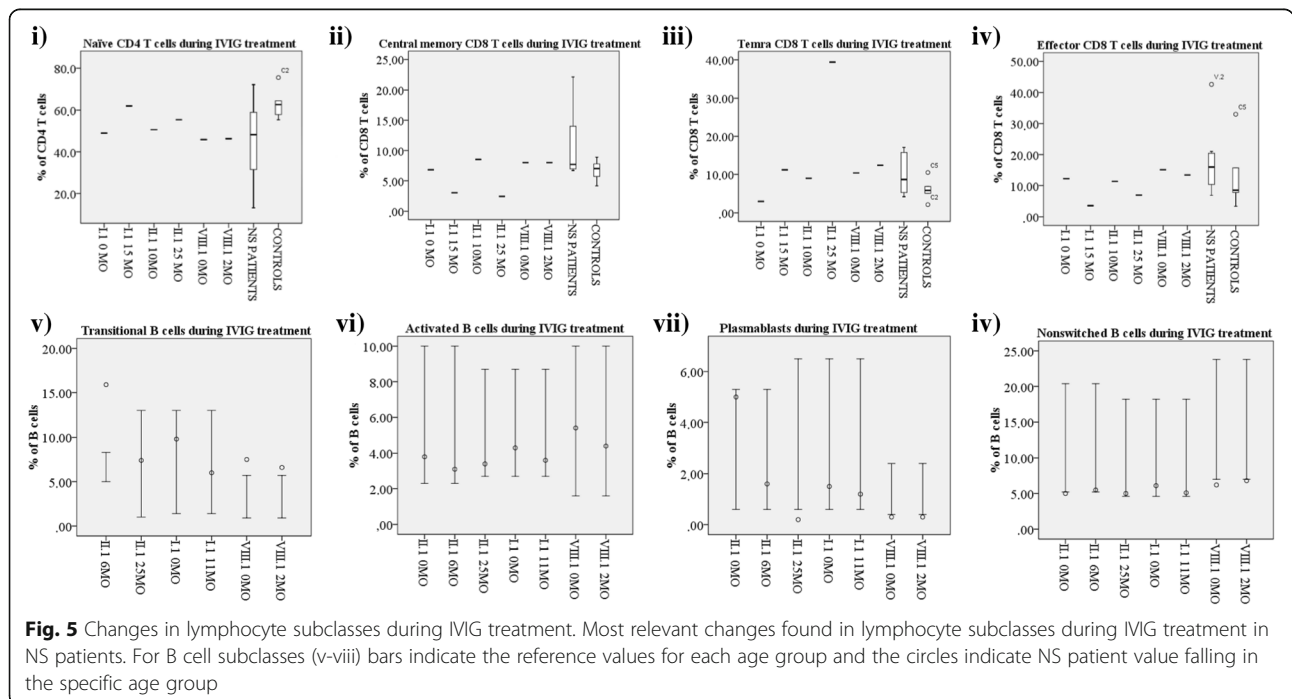 i)
Naïve CD4 T cells during IVIG treatment
% of CD4 T cells
80.0
60.0
40.0
20.0
C2
I.1 0 MO
I.1 15 MO
II.1 10MO
II.1 25 MO
VIII.1 0MO
VIII.1 2MO
NS PATIENTS
CONTROLS
ii)
Central memory CD8 T cells during IVIG treatment
% of CD8 T cells
25.00
20.00
15.00
10.00
5.00
.00
I.1 0 MO
I.1 15 MO
II.1 10MO
II.1 25 MO
VIII.1 0MO
VIII.1 2MO
NS PATIENTS
CONTROLS
iii)
Temra CD8 T cells during IVIG treatment
% of CD8 T cells
40.00
30.00
20.00
10.00
.00
C5
C2
I.1 0 MO
I.1 15 MO
II.1 10MO
II.1 25 MO
VIII.1 0MO
VIII.1 2MO
NS PATIENTS
CONTROLS
iv)
Effector CD8 T cells during IVIG treatment
% of CD8 T cells
50.00
40.00
30.00
20.00
10.00
.00
V.2
C5
I.1 0 MO
I.1 15 MO
II.1 10MO
II.1 25 MO
VIII.1 0MO
VIII.1 2MO
NS PATIENTS
CONTROLS
v)
Transitional B cells during IVIG treatment
% of B cells
20.00
15.00
10.00
5.00
.00
II.1 6MO
II.1 25MO
I.1 0MO
I.1 11MO
VIII.1 0MO
VIII.1 2MO
vi)
Activated B cells during IVIG treatment
% of B cells
10.00
8.00
6.00
4.00
2.00
.00
II.1 0MO
II.1 6MO
II.1 25MO
I.1 0MO
I.1 11MO
VIII.1 0MO
VIII.1 2MO
vii)
Plasmablasts during IVIG treatment
% of B cells
6.00
4.00
2.00
.00
II.1 0MO
II.1 6MO
II.1 25MO
I.1 0MO
I.1 11MO
VIII.1 0MO
VIII.1 2MO
iv)
Nonswitched B cells during IVIG treatment
% of B cells
25.00
20.00
15.00
10.00
5.00
.00
II.1 0MO
II.1 6MO
II.1 25MO
I.1 0MO
I.1 11MO
VIII.1 0MO
VIII.1 2MO
Fig. 5 Changes in lymphocyte subclasses during IVIG treatment. Most relevant changes found in lymphocyte subclasses during IVIG treatment in
NS patients. For B cell subclasses (v-viii) bars indicate the reference values for each age group and the circles indicate NS patient value falling in
the specific age group